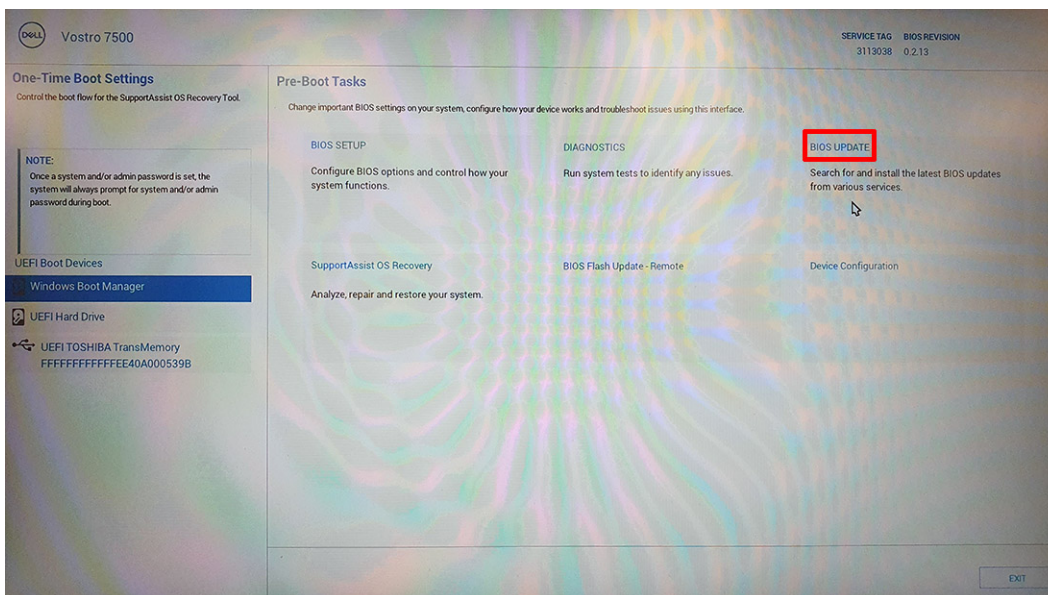 DELL
Vostro 7500
SERVICE TAG BIOS REVISION
3113038 0.2.13
One-Time Boot Settings
Control the boot flow for the SupportAssist OS Recovery Tool.
NOTE:
Once a system and/or admin password is set, the
system will always prompt for system and/or admin
password during boot.
UEFI Boot Devices
Windows Boot Manager
UEFI Hard Drive
UEFI TOSHIBA TransMemory
FFFFFFFFFFFFEE40A000539B
Pre-Boot Tasks
Change important BIOS settings on your system, configure how your device works and troubleshoot issues using this interface.
BIOS SETUP
Configure BIOS options and control how your
system functions.
DIAGNOSTICS
Run system tests to identify any issues.
BIOS UPDATE
Search for and install the latest BIOS updates
from various services.
SupportAssist OS Recovery
Analyze, repair and restore your system.
BIOS Flash Update - Remote
Device Configuration
EXIT